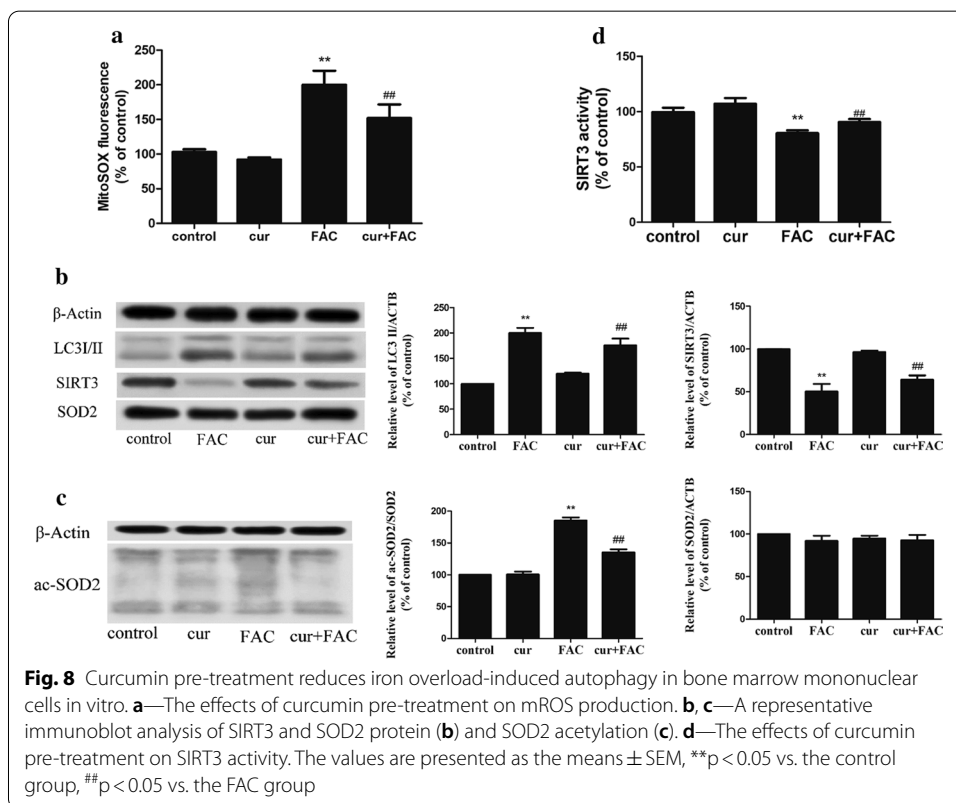 a
MitoSOX fluorescence
(% of control)
250
200
150
100
50
0
**
##
control cur FAC cur+FAC
d
SIRT3 activity
(% of control)
150
100
50
0
**
##
control cur FAC cur+FAC
b
β-Actin
LC3I/II
SIRT3
SOD2
control FAC cur cur+FAC
Relative level of LC3 II/ACTB
(% of control)
250
200
150
100
50
0
**
##
control FAC cur cur+FAC
Relative level of SIRT3/ACTB
(% of control)
150
100
50
0
**
##
control FAC cur cur+FAC
c
β-Actin
ac-SOD2
control cur FAC cur+FAC
Relative level of ac-SOD2/SOD2
(% of control)
200
150
100
50
0
**
##
control cur FAC cur+FAC
Relative level of SOD2/ACTB
(% of control)
150
100
50
0
control FAC cur cur+FAC
Fig. 8 Curcumin pre-treatment reduces iron overload-induced autophagy in bone marrow mononuclear
cells in vitro. a—The effects of curcumin pre-treatment on mROS production. b, c—A representative
immunoblot analysis of SIRT3 and SOD2 protein (b) and SOD2 acetylation (c). d—The effects of curcumin
pre-treatment on SIRT3 activity. The values are presented as the means ± SEM, **p < 0.05 vs. the control
group, ##p < 0.05 vs. the FAC group